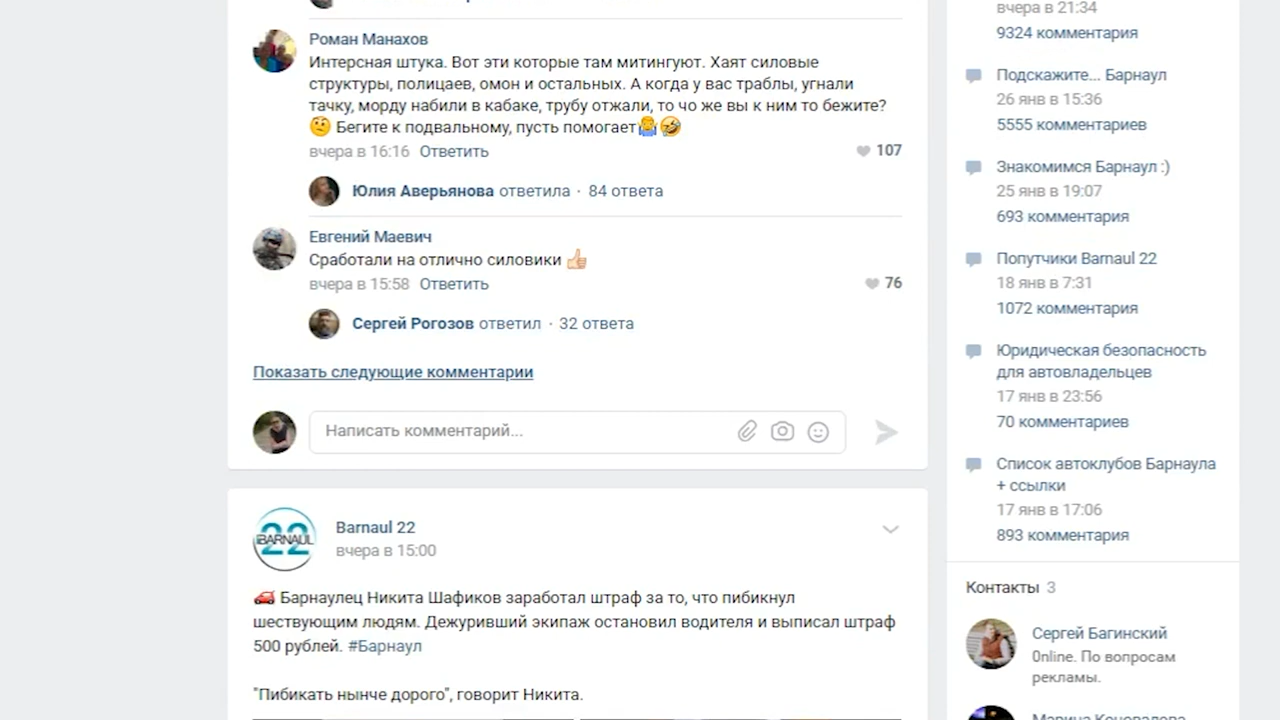 Роман Манахов
Интерсная штука. Вот эти которые там митингуют. Хаят силовые
структуры, полицаев, омон и остальных. А когда у вас траблы, угнали
тачку, морду набили в кабаке, трубу отжали, то чо же вы к ним то бежите?
🤨 Бегите к подвальному, пусть помогает🤷‍♂️🤣
вчера в 16:16 Ответить
107
Юлия Аверьянова ответила · 84 ответа
Евгений Маевич
Сработали на отлично силовики 👍🏻
вчера в 15:58 Ответить
76
Сергей Рогозов ответил · 32 ответа
Показать следующие комментарии
Написать комментарий...
22
BARNAUL
Barnaul 22
вчера в 15:00
🚗 Барнаулец Никита Шафиков заработал штраф за то, что пибикнул
шествующим людям. Дежуривший экипаж остановил водителя и выписал штраф
500 рублей. #Барнаул
"Пибикать нынче дорого", говорит Никита.
вчера в 21:34
9324 комментария
Подскажите... Барнаул
26 янв в 15:36
5555 комментариев
Знакомимся Барнаул :)
25 янв в 19:07
693 комментария
Попутчики Barnaul 22
18 янв в 7:31
1072 комментария
Юридическая безопасность
для автовладельцев
17 янв в 23:56
70 комментариев
Список автоклубов Барнаула
+ ссылки
17 янв в 17:06
893 комментария
Контакты 3
Сергей Багинский
0nline. По вопросам
рекламы.
Марина Коновалова